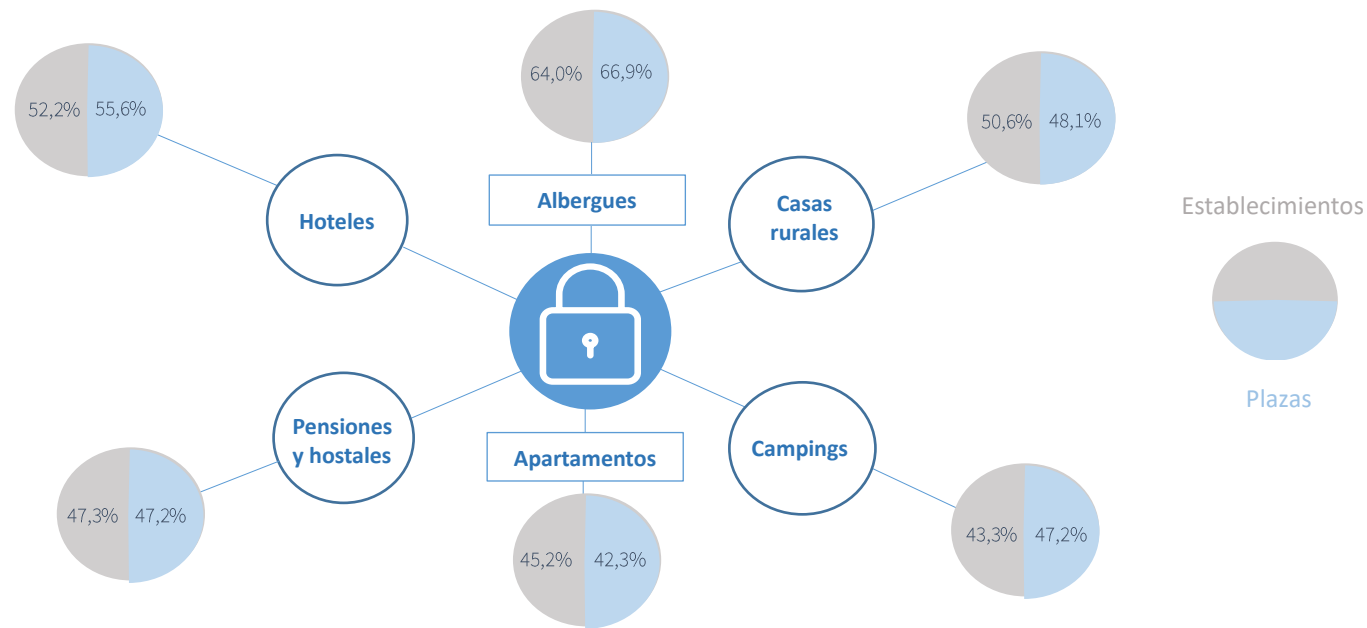 64,0% 66,9%
52,2% 55,6%
50,6% 48,1%
Albergues
Hoteles
Casas
rurales
Establecimientos
Plazas
Pensiones
y hostales
Apartamentos
Campings
47,3% 47,2%
45,2% 42,3%
43,3% 47,2%